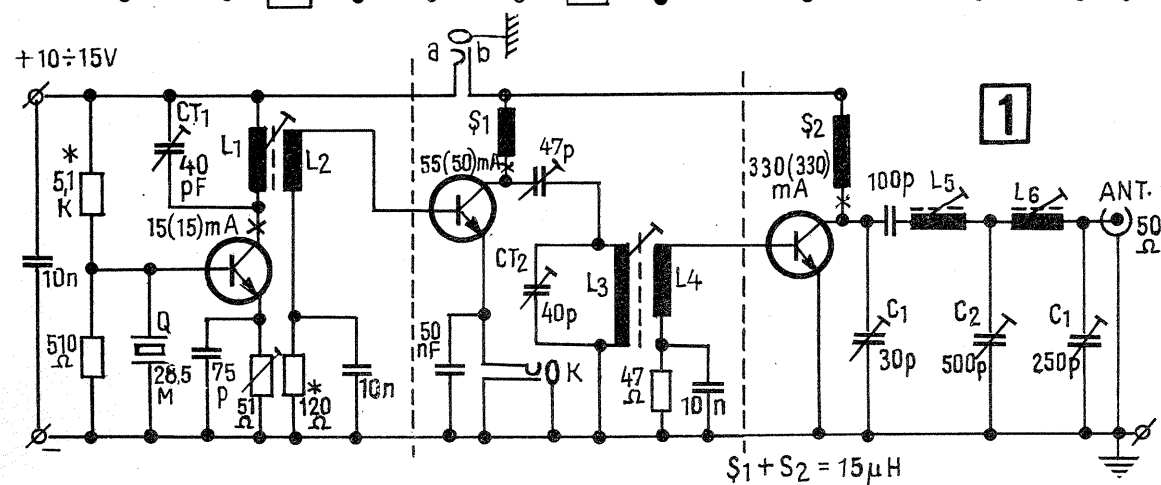 a b
+10÷15V
CT1
40
pF
*
5,1
K
L1
L2
15(15)mA
10n
510
Ω
Q
28.5
M
75
p
51
Ω
*
120
Ω
10n
S1
47p
55(50)mA
CT2
40p
L3
L4
50
nF
K
47
Ω
10n
S2
330(330)
mA
100p
L5
L6
1
ANT.
50
Ω
C1
30p
C2
500p
C1
250p
−
S1+S2=15μH